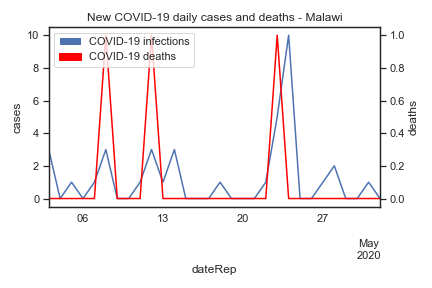 New COVID-19 daily cases and deaths - Malawi
COVID-19 infections
COVID-19 deaths
cases
10
8
6
4
2
0
deaths
1.0
0.8
0.6
0.4
0.2
0.0
06 13 20 27
May
2020
dateRep